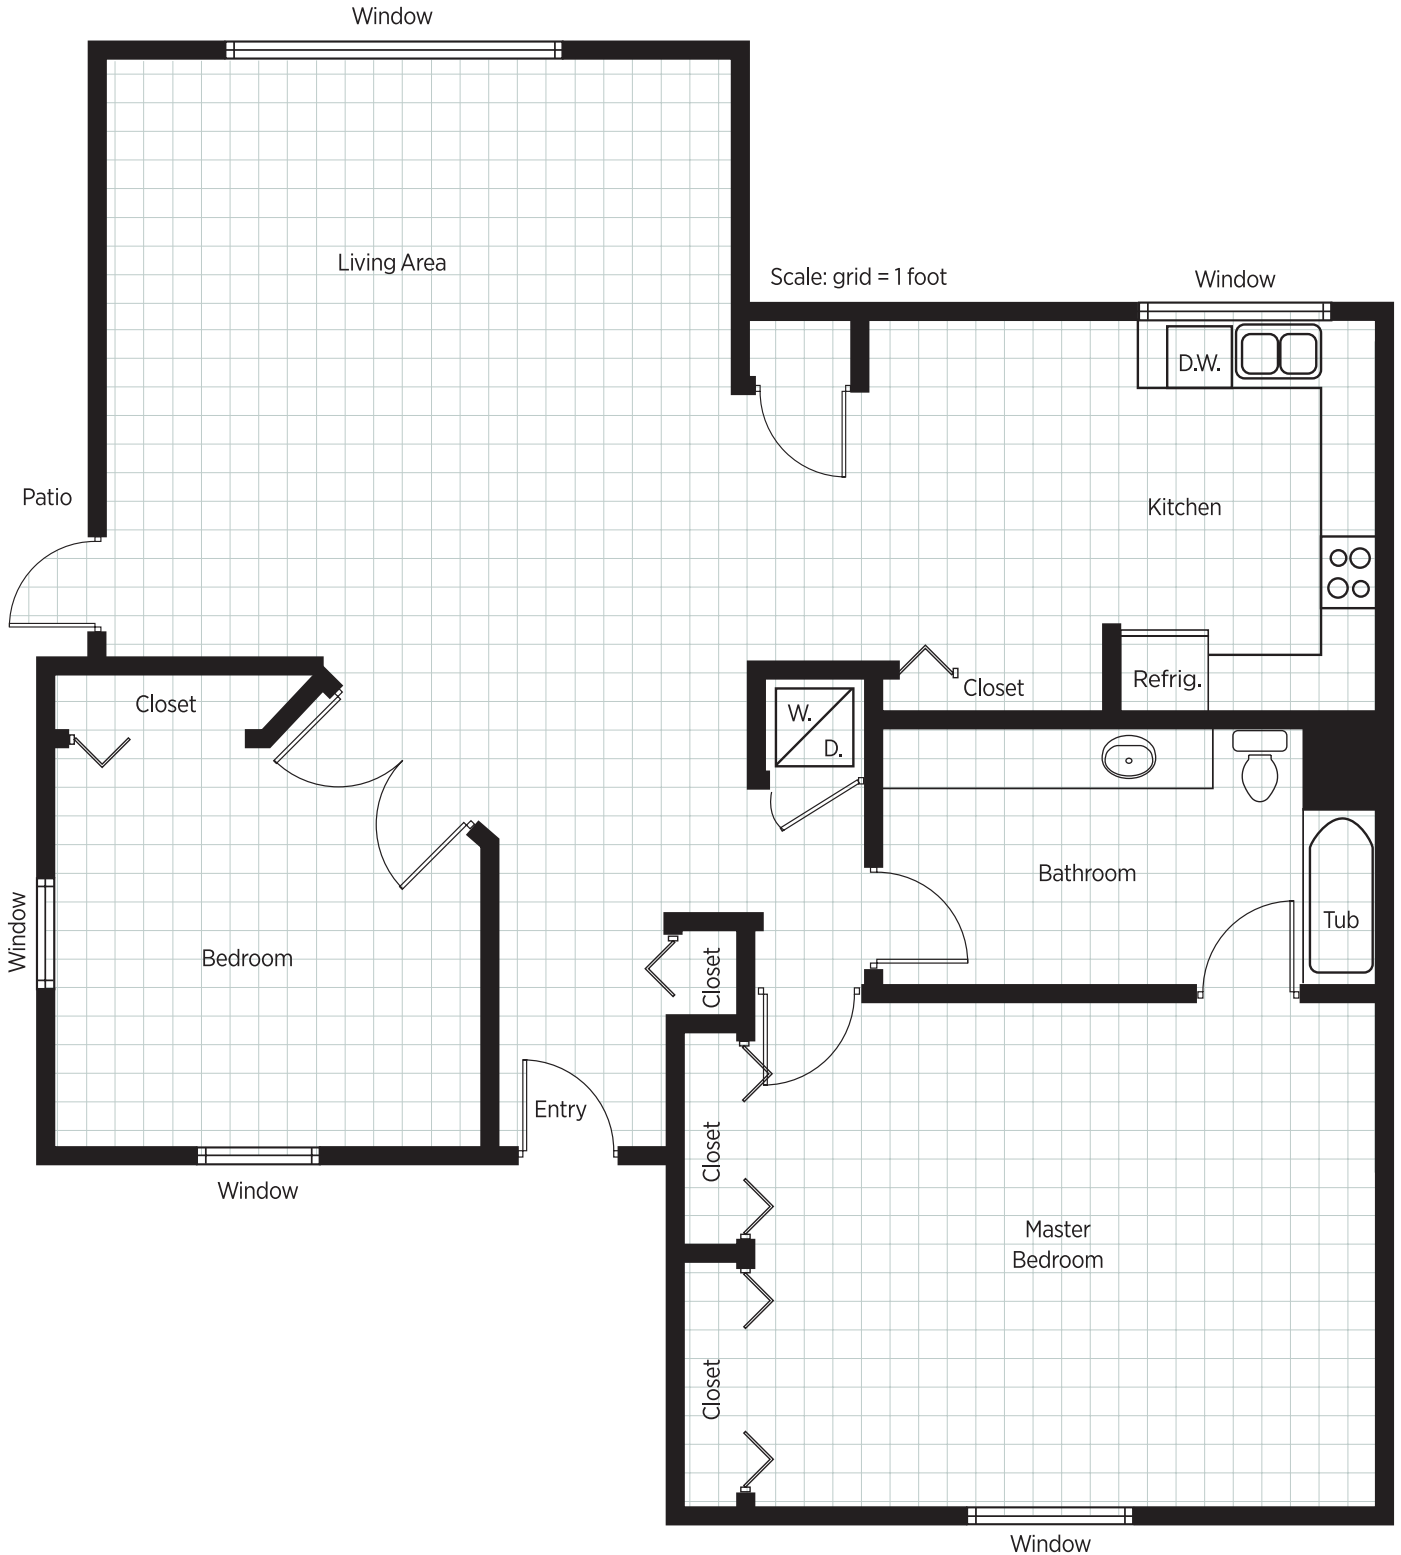 Window
Living Area
Scale: grid = 1 foot
Window
D.W.
Patio
Kitchen
Closet
Closet
Refrig.
W.
D.
Window
Bedroom
Bathroom
Tub
Closet
Entry
Closet
Window
Master
Bedroom
Closet
Window